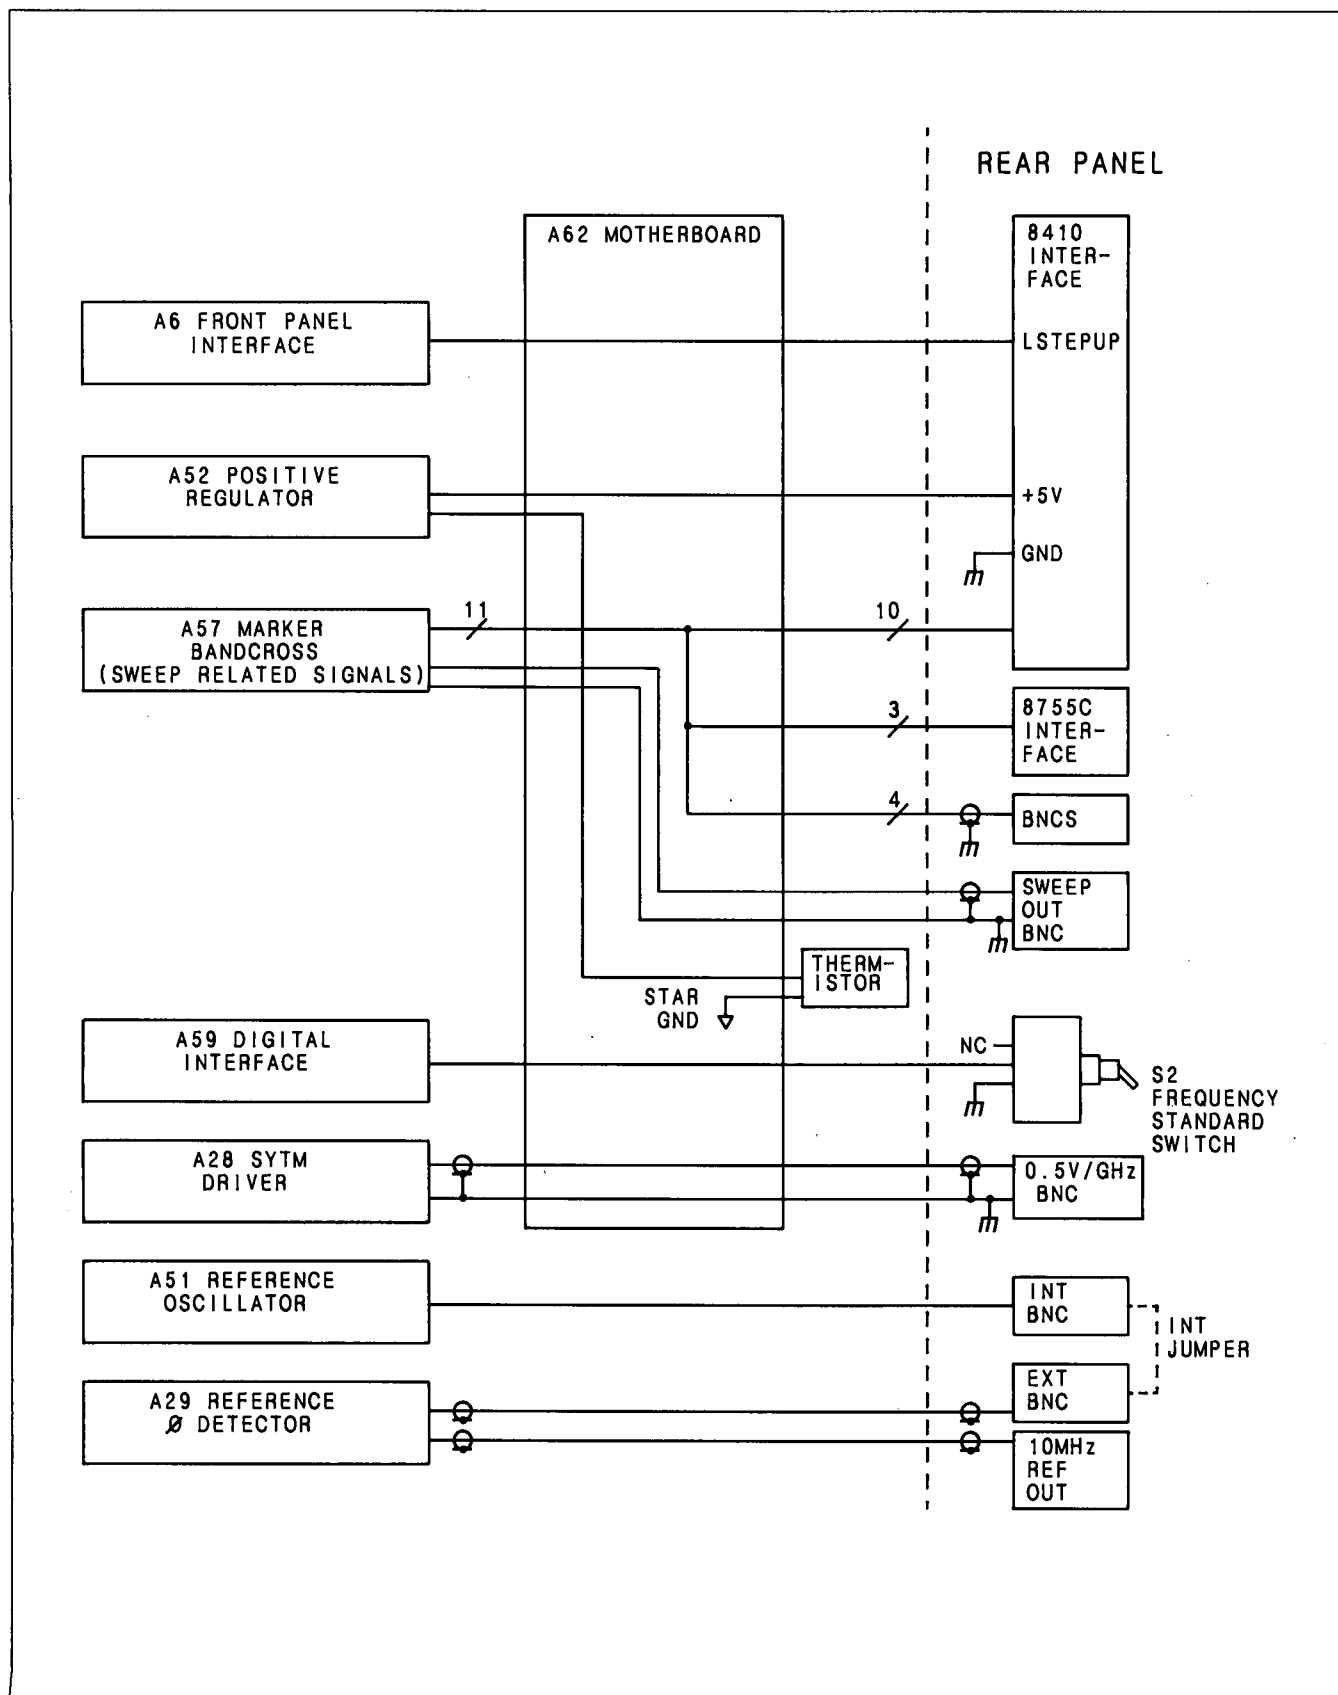 REAR PANEL
A62 MOTHERBOARD
8410
INTER-
FACE
A6 FRONT PANEL
INTERFACE
LSTEPUP
A52 POSITIVE
REGULATOR
+5V
GND
A57 MARKER
BANDCROSS
(SWEEP RELATED SIGNALS)
11
10
3
8755C
INTER-
FACE
4
BNCS
SWEEP
OUT
BNC
THERM-
ISTOR
STAR
GND
A59 DIGITAL
INTERFACE
NC
S2
FREQUENCY
STANDARD
SWITCH
A28 SYTM
DRIVER
0.5V/GHz
BNC
A51 REFERENCE
OSCILLATOR
INT
BNC
INT
JUMPER
A29 REFERENCE
Ø DETECTOR
EXT
BNC
10MHz
REF
OUT